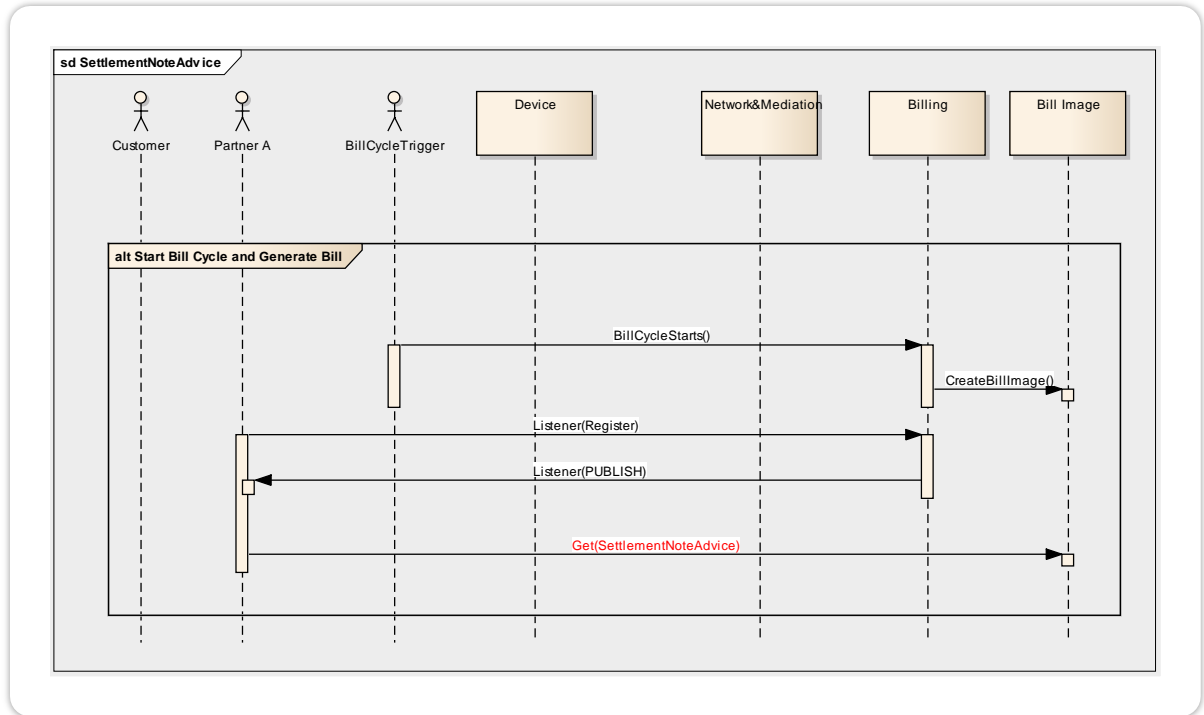 sd SettlementNoteAdvice
Customer
Partner A
BillCycleTrigger
Device
Network&Mediation
Billing
Bill Image
alt Start Bill Cycle and Generate Bill
BillCycleStarts()
CreateBillImage()
Listener(Register)
Listener(PUBLISH)
Get(SettlementNoteAdvice)